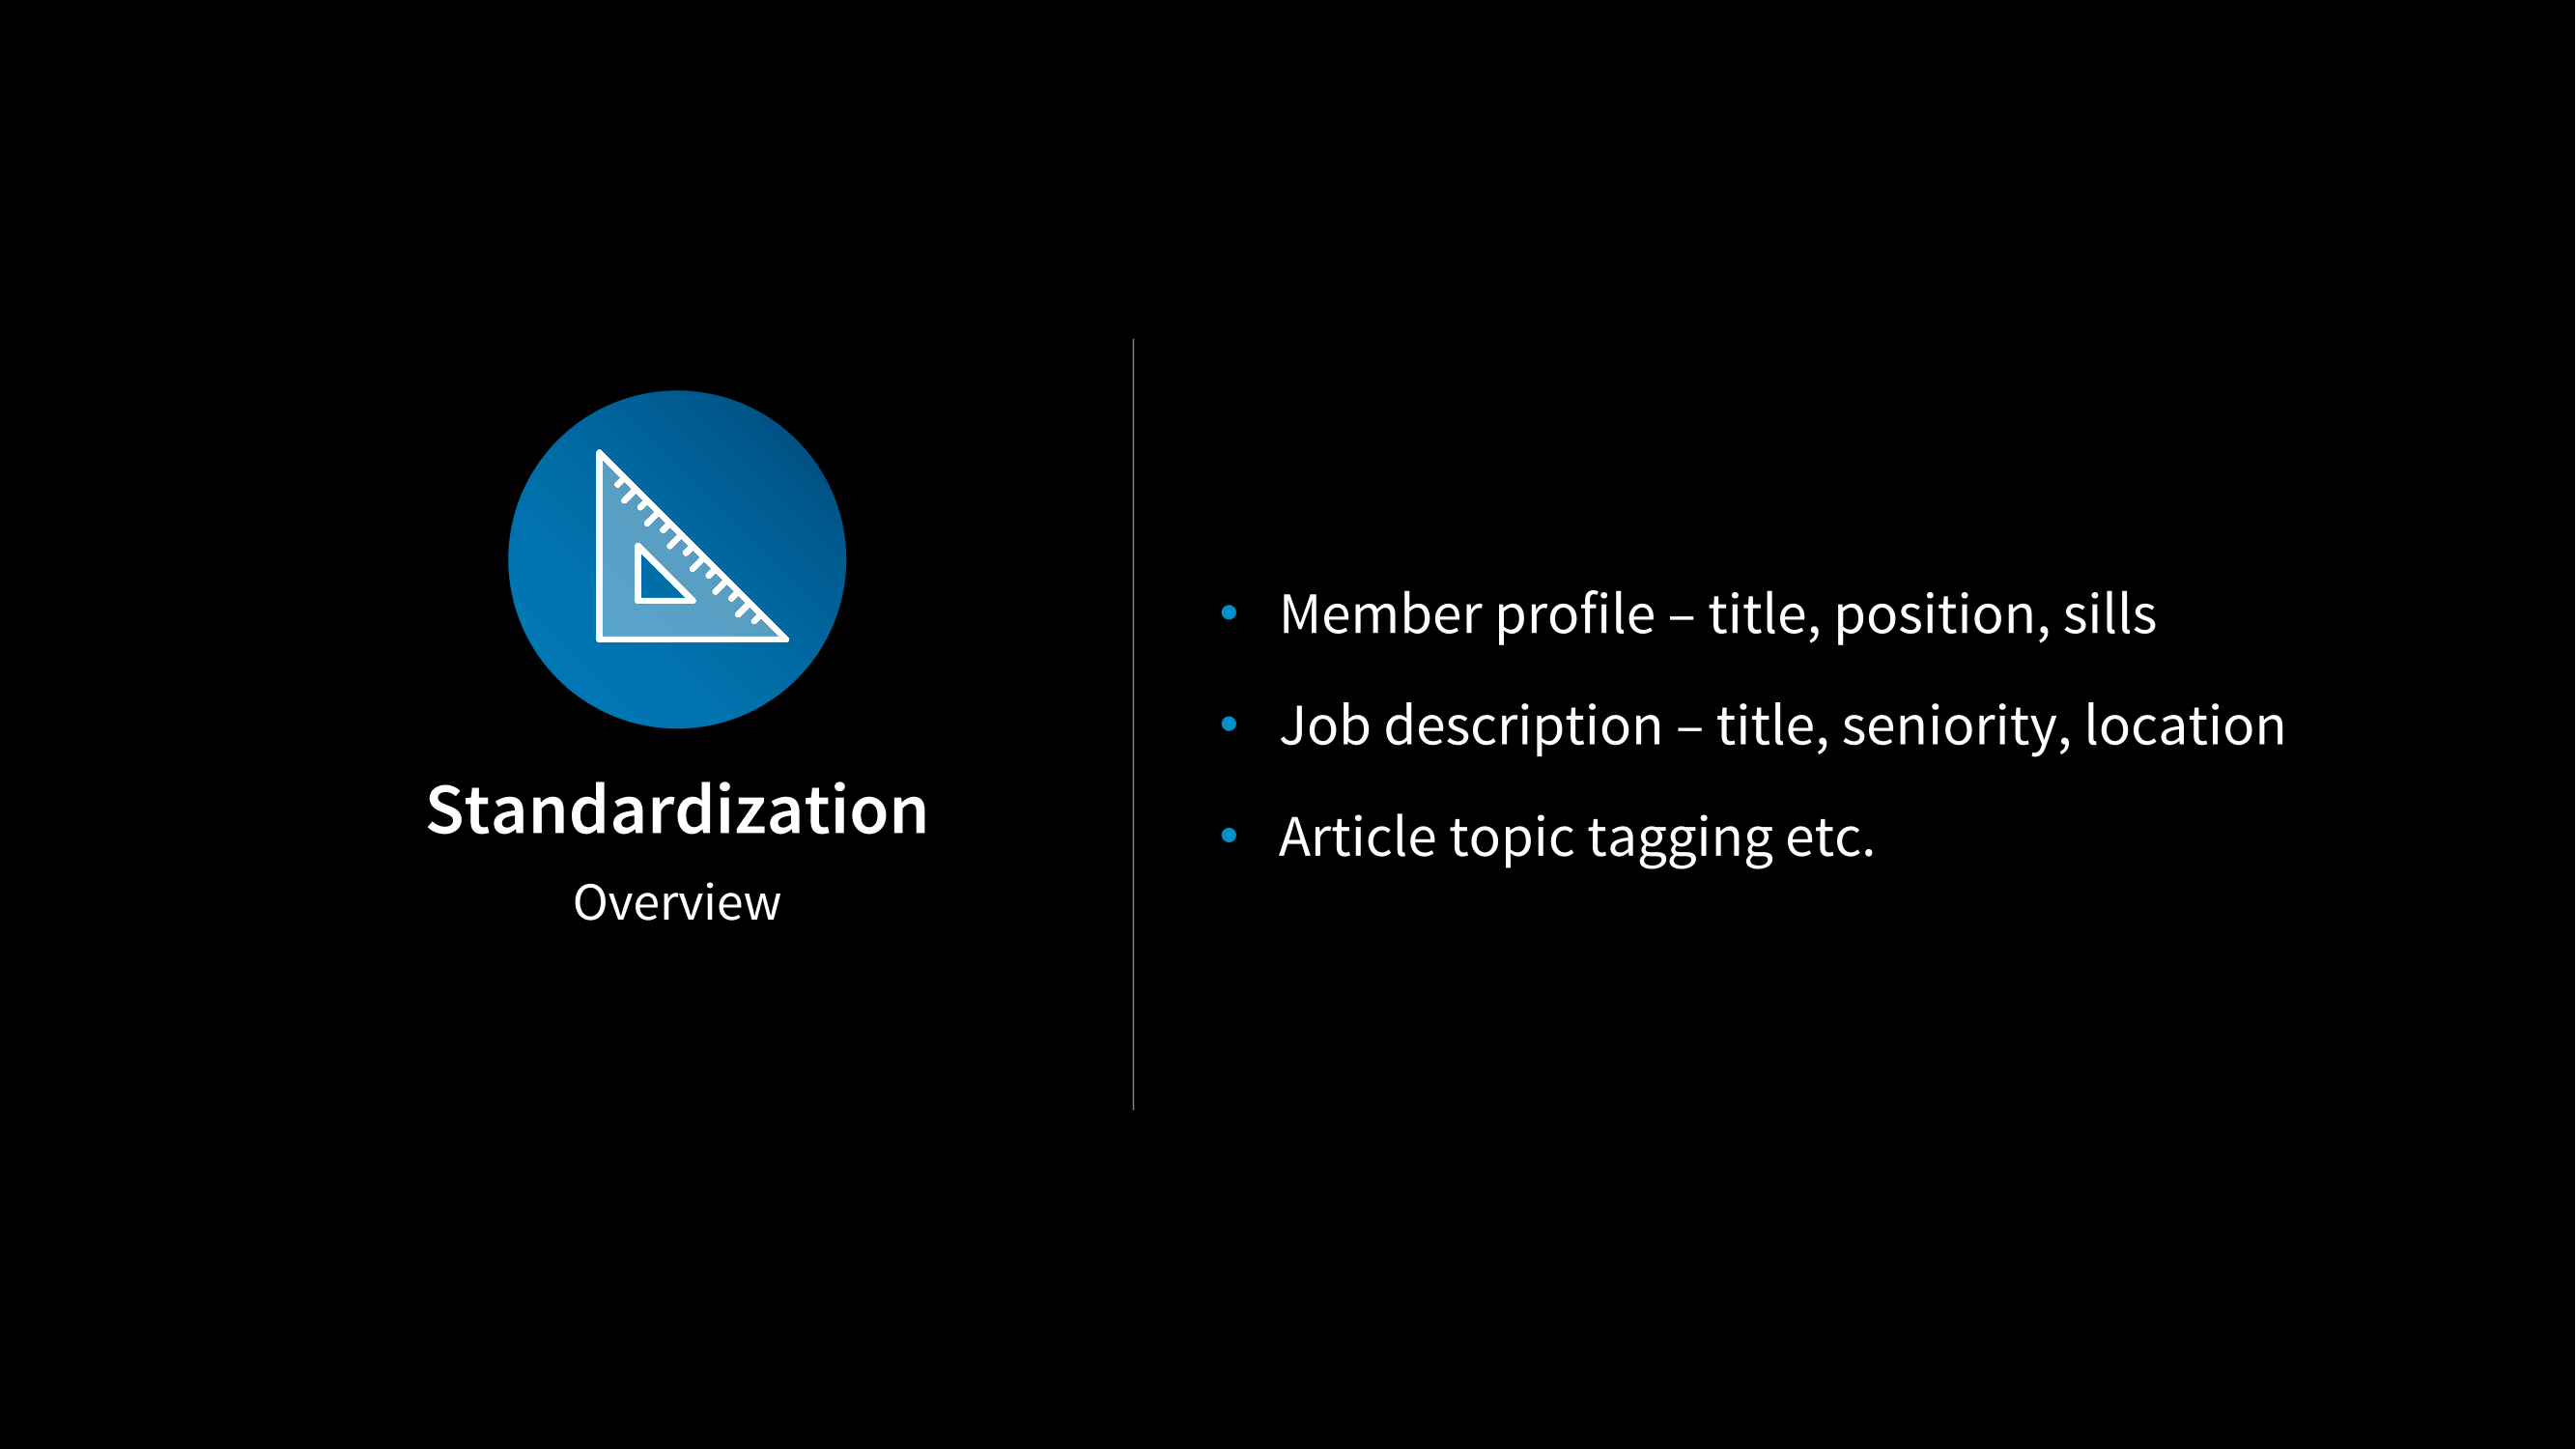 Standardization
Overview
• Member profile – title, position, sills
• Job description – title, seniority, location
• Article topic tagging etc.